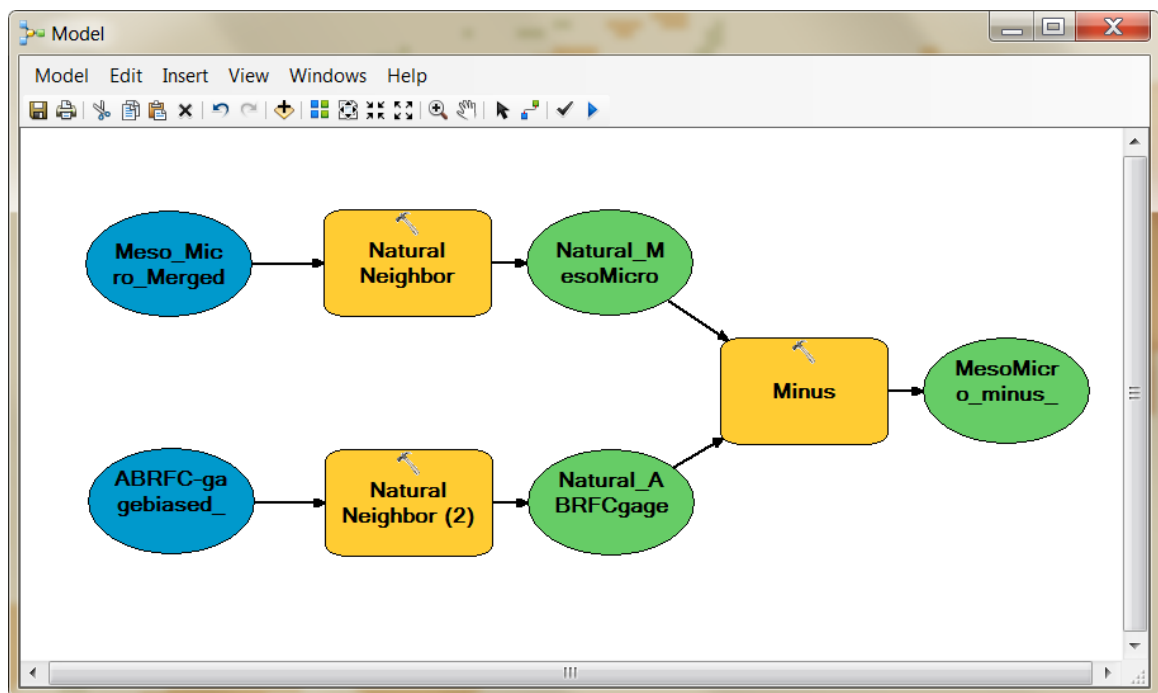 Model
Model Edit Insert View Windows Help
Meso_Mic
ro_Merged
Natural
Neighbor
Natural_M
esoMicro
Minus
MesoMicr
o_minus_
ABRFC-ga
gebiased_
Natural
Neighbor (2)
Natural_A
BRFCgage